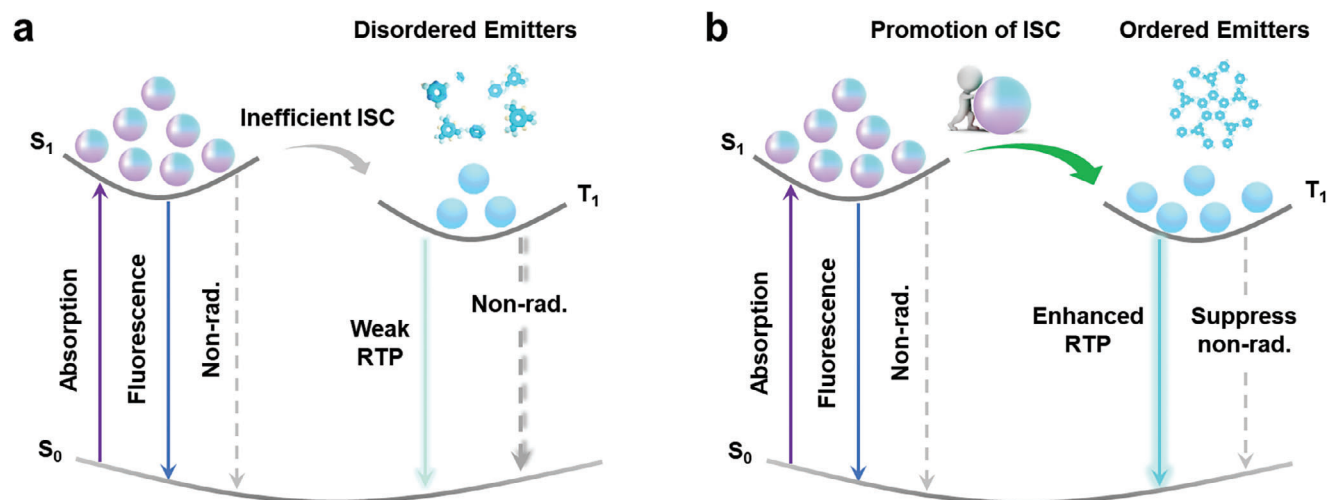 a
Disordered Emitters
Inefficient ISC
S₁
T₁
Absorption
Fluorescence
Non-rad.
Weak
RTP
Non-rad.
S₀
b
Promotion of ISC
Ordered Emitters
S₁
T₁
Absorption
Fluorescence
Non-rad.
Enhanced
RTP
Suppress
non-rad.
S₀